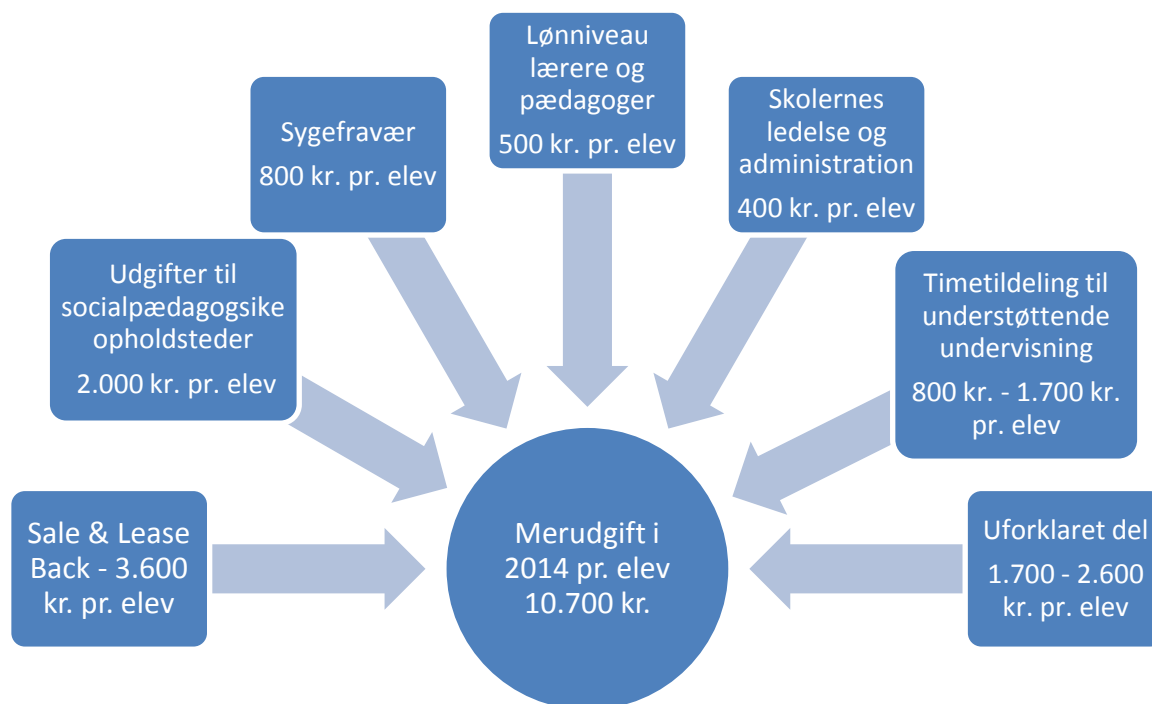 Lønniveau
lærere og
pædagoger
500 kr. pr. elev
Sygefravær
800 kr. pr. elev
Skolernes
ledelse og
administration
400 kr. pr. elev
Udgifter til
socialpædagogsike
opholdsteder
2.000 kr. pr. elev
Timetildeling til
understøttende
undervisning
800 kr. - 1.700 kr.
pr. elev
Sale & Lease
Back - 3.600
kr. pr. elev
Merudgift i
2014 pr. elev
10.700 kr.
Uforklaret del
1.700 - 2.600
kr. pr. elev